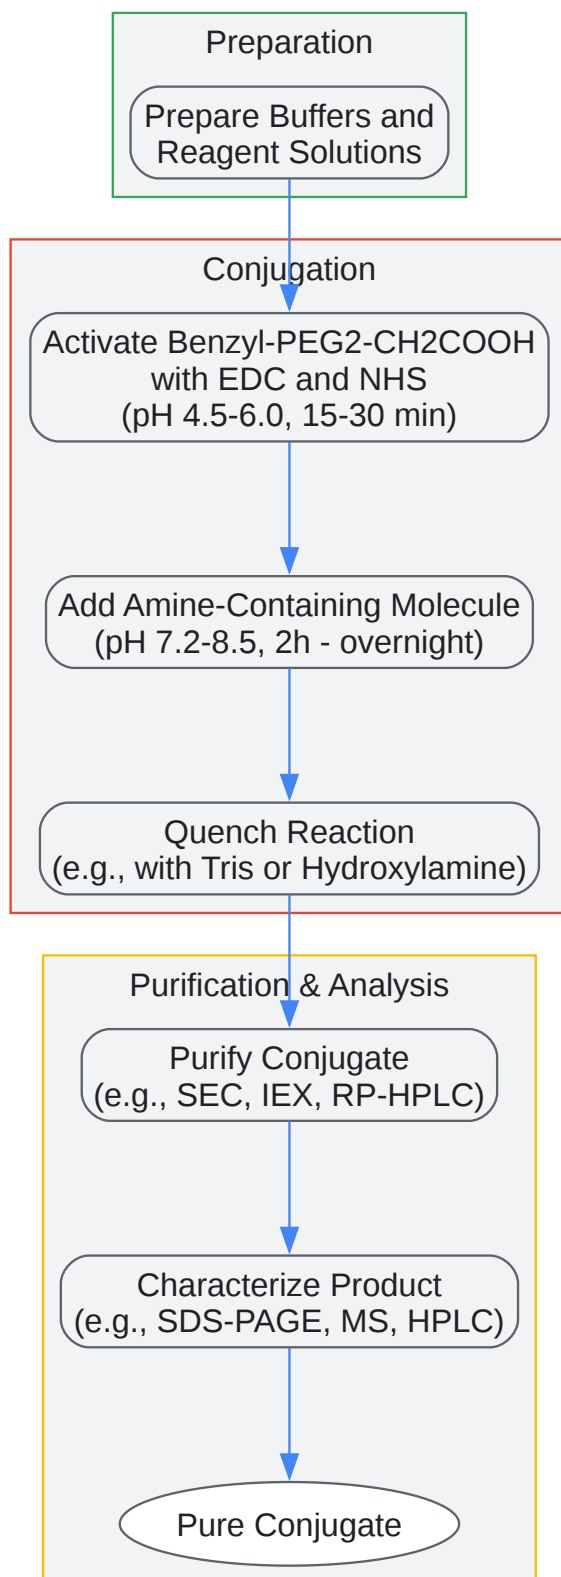 Preparation
Prepare Buffers and
Reagent Solutions
Conjugation
Activate Benzyl-PEG2-CH2COOH
with EDC and NHS
(pH 4.5-6.0, 15-30 min)
Add Amine-Containing Molecule
(pH 7.2-8.5, 2h - overnight)
Quench Reaction
(e.g., with Tris or Hydroxylamine)
Purification & Analysis
Purify Conjugate
(e.g., SEC, IEX, RP-HPLC)
Characterize Product
(e.g., SDS-PAGE, MS, HPLC)
Pure Conjugate